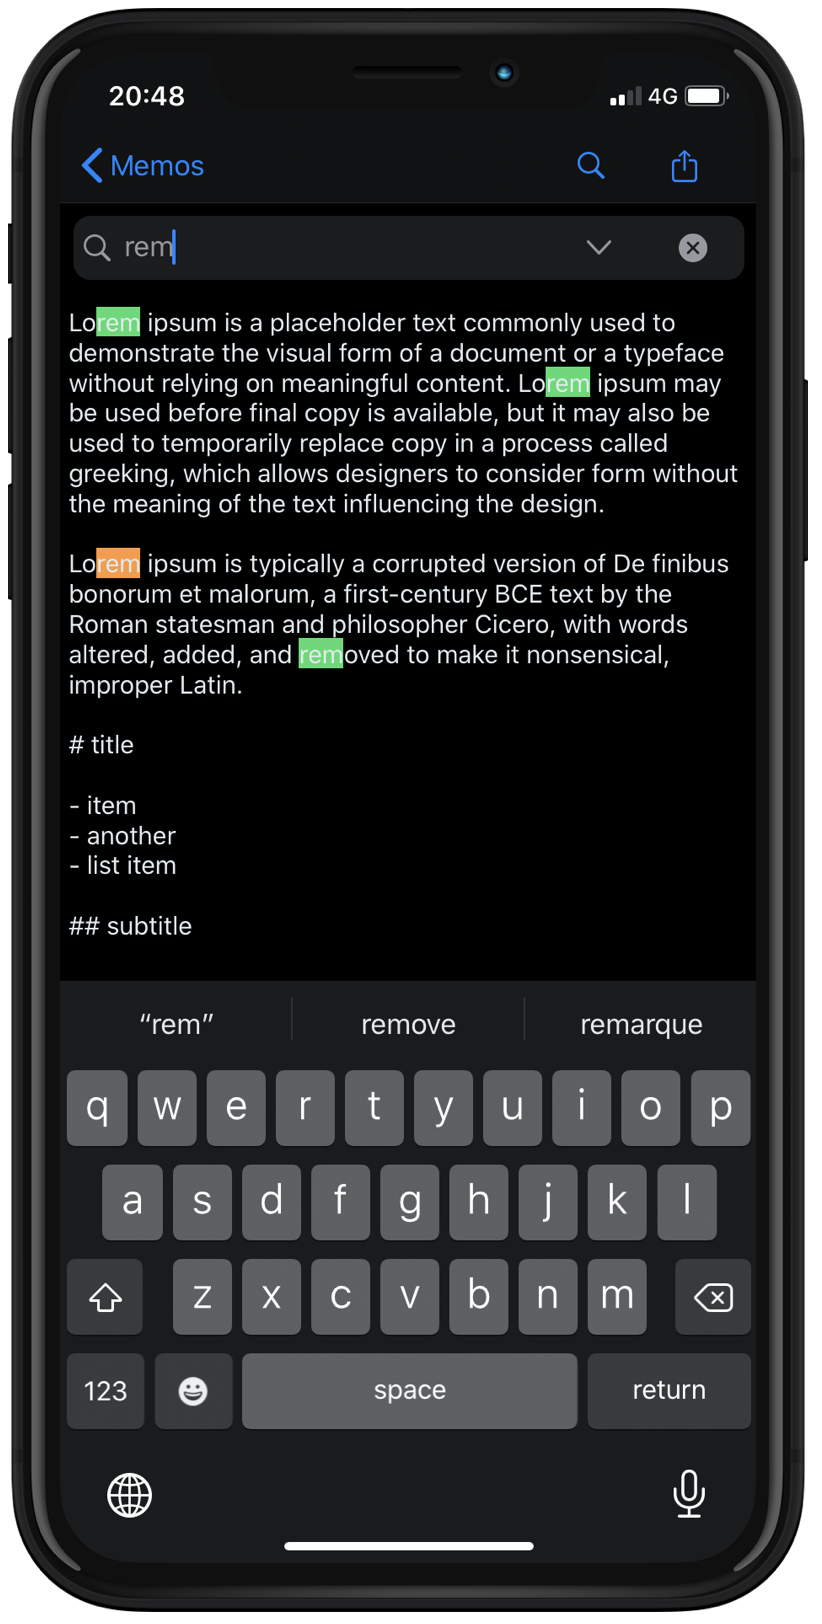 20:48
4G
Memos
rem
Lorem ipsum is a placeholder text commonly used to
demonstrate the visual form of a document or a typeface
without relying on meaningful content. Lorem ipsum may
be used before final copy is available, but it may also be
used to temporarily replace copy in a process called
greeking, which allows designers to consider form without
the meaning of the text influencing the design.
Lorem ipsum is typically a corrupted version of De finibus
bonorum et malorum, a first-century BCE text by the
Roman statesman and philosopher Cicero, with words
altered, added, and removed to make it nonsensical,
improper Latin.
# title
- item
- another
- list item
## subtitle
“rem” remove remarque
q w e r t y u i o p
a s d f g h j k l
z x c v b n m
123 space return